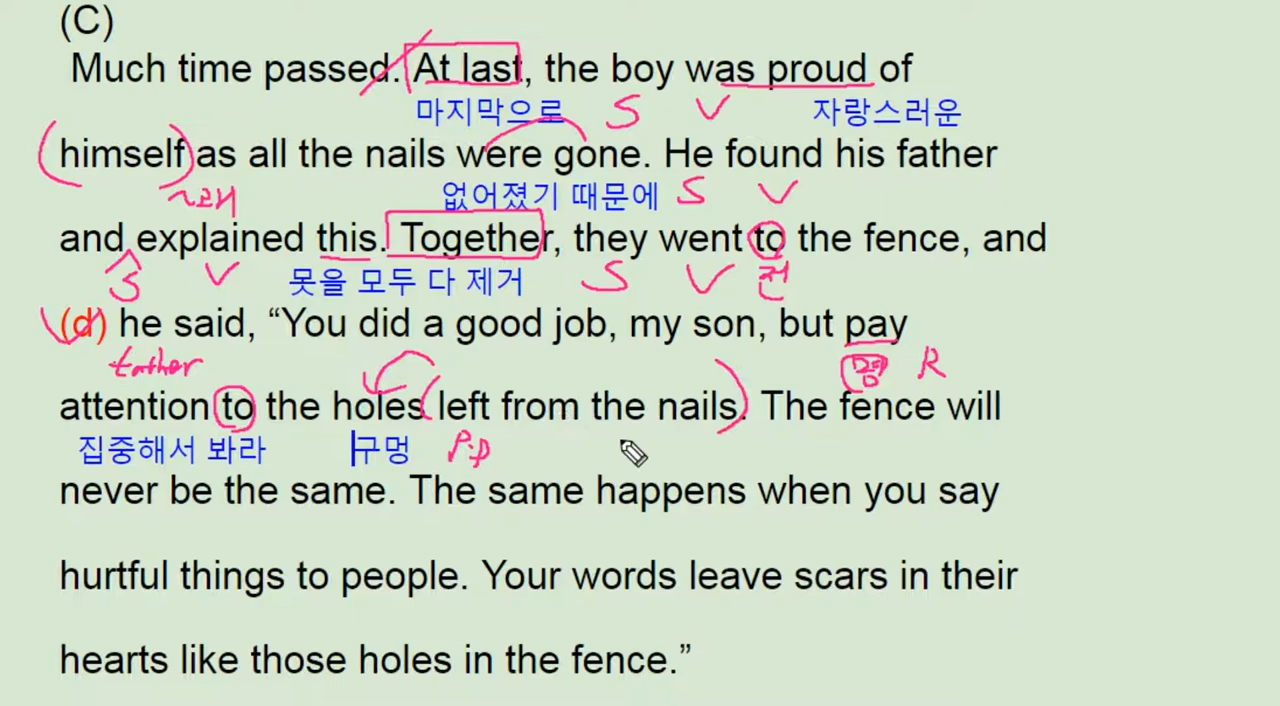 (C)
Much time passed. At last, the boy was proud of
마지막으로 S V 자랑스러운
himself as all the nails were gone. He found his father
없어졌기 때문에 S V
and explained this. Together, they went to the fence, and
S V 못을 모두 다 제거 S V 전
(d) he said, “You did a good job, my son, but pay
father R
attention to the holes left from the nails. The fence will
집중해서 봐라 구멍 p.p
never be the same. The same happens when you say
hurtful things to people. Your words leave scars in their
hearts like those holes in the fence.”